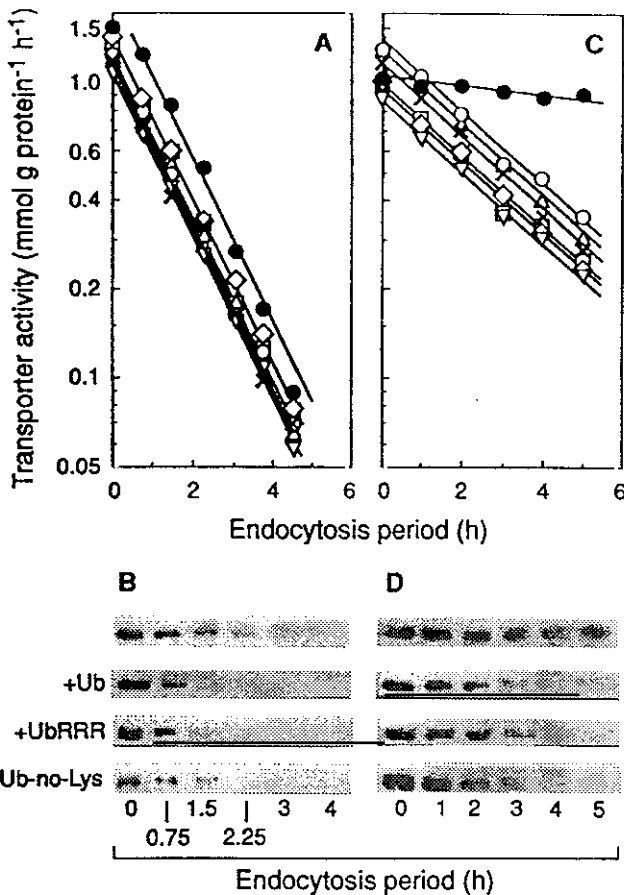 Transporter activity (mmol g protein⁻¹ h⁻¹)
1.5
1.0
0.6
0.4
0.2
0.1
0.05
A
C
0 2 4 6 0 2 4 6
Endocytosis period (h)
B
D
+Ub
+UbRRR
Ub-no-Lys
0 1.5 3 4 0 1 2 3 4 5
0.75 2.25
Endocytosis period (h)